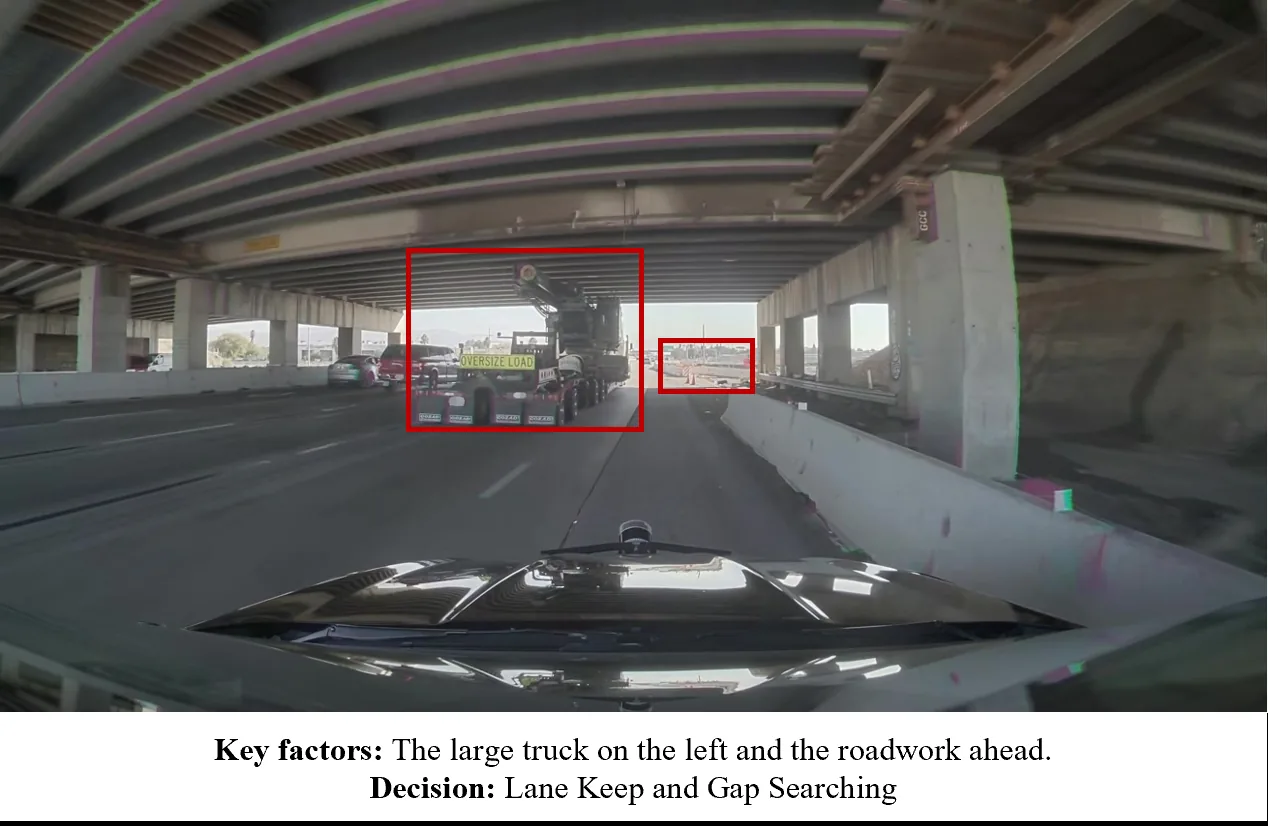 OVERSIZE LOAD
Key factors: The large truck on the left and the roadwork ahead.
Decision: Lane Keep and Gap Searching